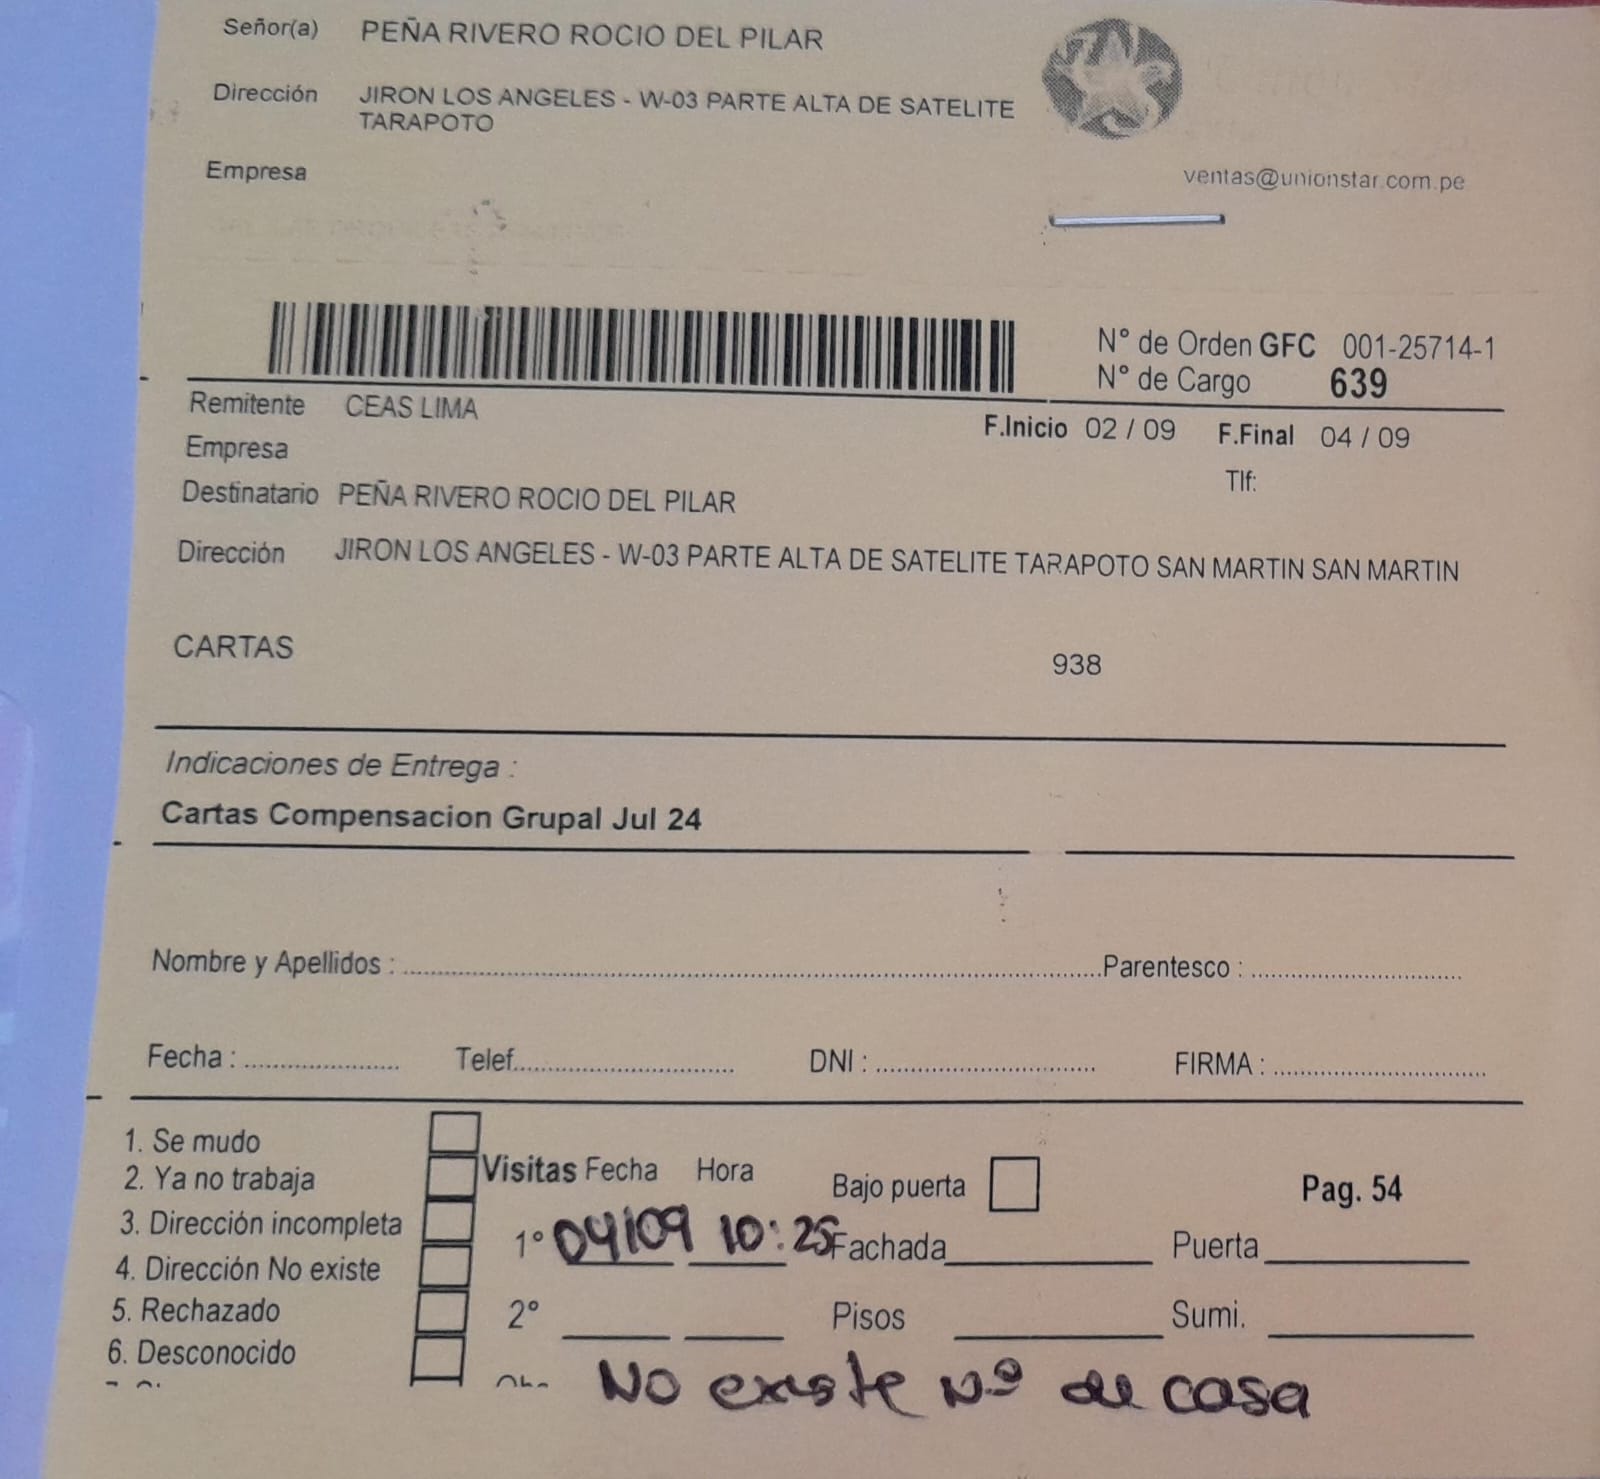 Señor(a) PEÑA RIVERO ROCIO DEL PILAR
Dirección JIRON LOS ANGELES - W-03 PARTE ALTA DE SATELITE
TARAPOTO
Empresa
ventas@unionstar.com.pe
N° de Orden GFC 001-25714-1
N° de Cargo 639
Remitente CEAS LIMA
F.Inicio 02 / 09 F.Final 04 / 09
Empresa
Tlf:
Destinatario PEÑA RIVERO ROCIO DEL PILAR
Dirección JIRON LOS ANGELES - W-03 PARTE ALTA DE SATELITE TARAPOTO SAN MARTIN SAN MARTIN
CARTAS 938
Indicaciones de Entrega :
Cartas Compensacion Grupal Jul 24
Nombre y Apellidos : Parentesco :
Fecha : Telef. DNI : FIRMA :
1. Se mudo
2. Ya no trabaja
3. Dirección incompleta
4. Dirección No existe
5. Rechazado
6. Desconocido
Visitas Fecha Hora Bajo puerta Pag. 54
1° 04/09 10:25 Fachada Puerta
2° Pisos Sumi.
No existe N.º de casa